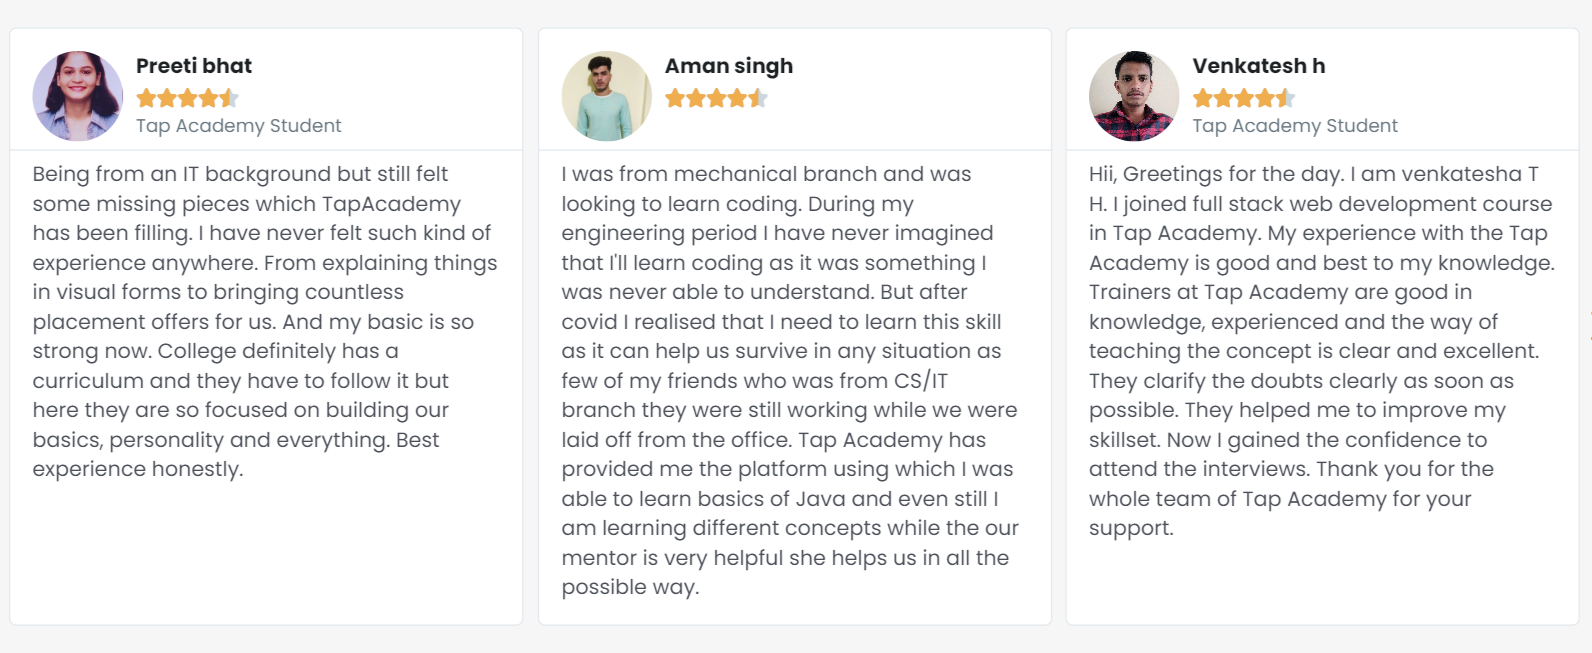 Preeti bhat
Tap Academy Student
Being from an IT background but still felt
some missing pieces which TapAcademy
has been filling. I have never felt such kind of
experience anywhere. From explaining things
in visual forms to bringing countless
placement offers for us. And my basic is so
strong now. College definitely has a
curriculum and they have to follow it but
here they are so focused on building our
basics, personality and everything. Best
experience honestly.
Aman singh
I was from mechanical branch and was
looking to learn coding. During my
engineering period I have never imagined
that I'll learn coding as it was something I
was never able to understand. But after
covid I realised that I need to learn this skill
as it can help us survive in any situation as
few of my friends who was from CS/IT
branch they were still working while we were
laid off from the office. Tap Academy has
provided me the platform using which I was
able to learn basics of Java and even still I
am learning different concepts while the our
mentor is very helpful she helps us in all the
possible way.
Venkatesh h
Tap Academy Student
Hii, Greetings for the day. I am venkatesha T
H. I joined full stack web development course
in Tap Academy. My experience with the Tap
Academy is good and best to my knowledge.
Trainers at Tap Academy are good in
knowledge, experienced and the way of
teaching the concept is clear and excellent.
They clarify the doubts clearly as soon as
possible. They helped me to improve my
skillset. Now I gained the confidence to
attend the interviews. Thank you for the
whole team of Tap Academy for your
support.